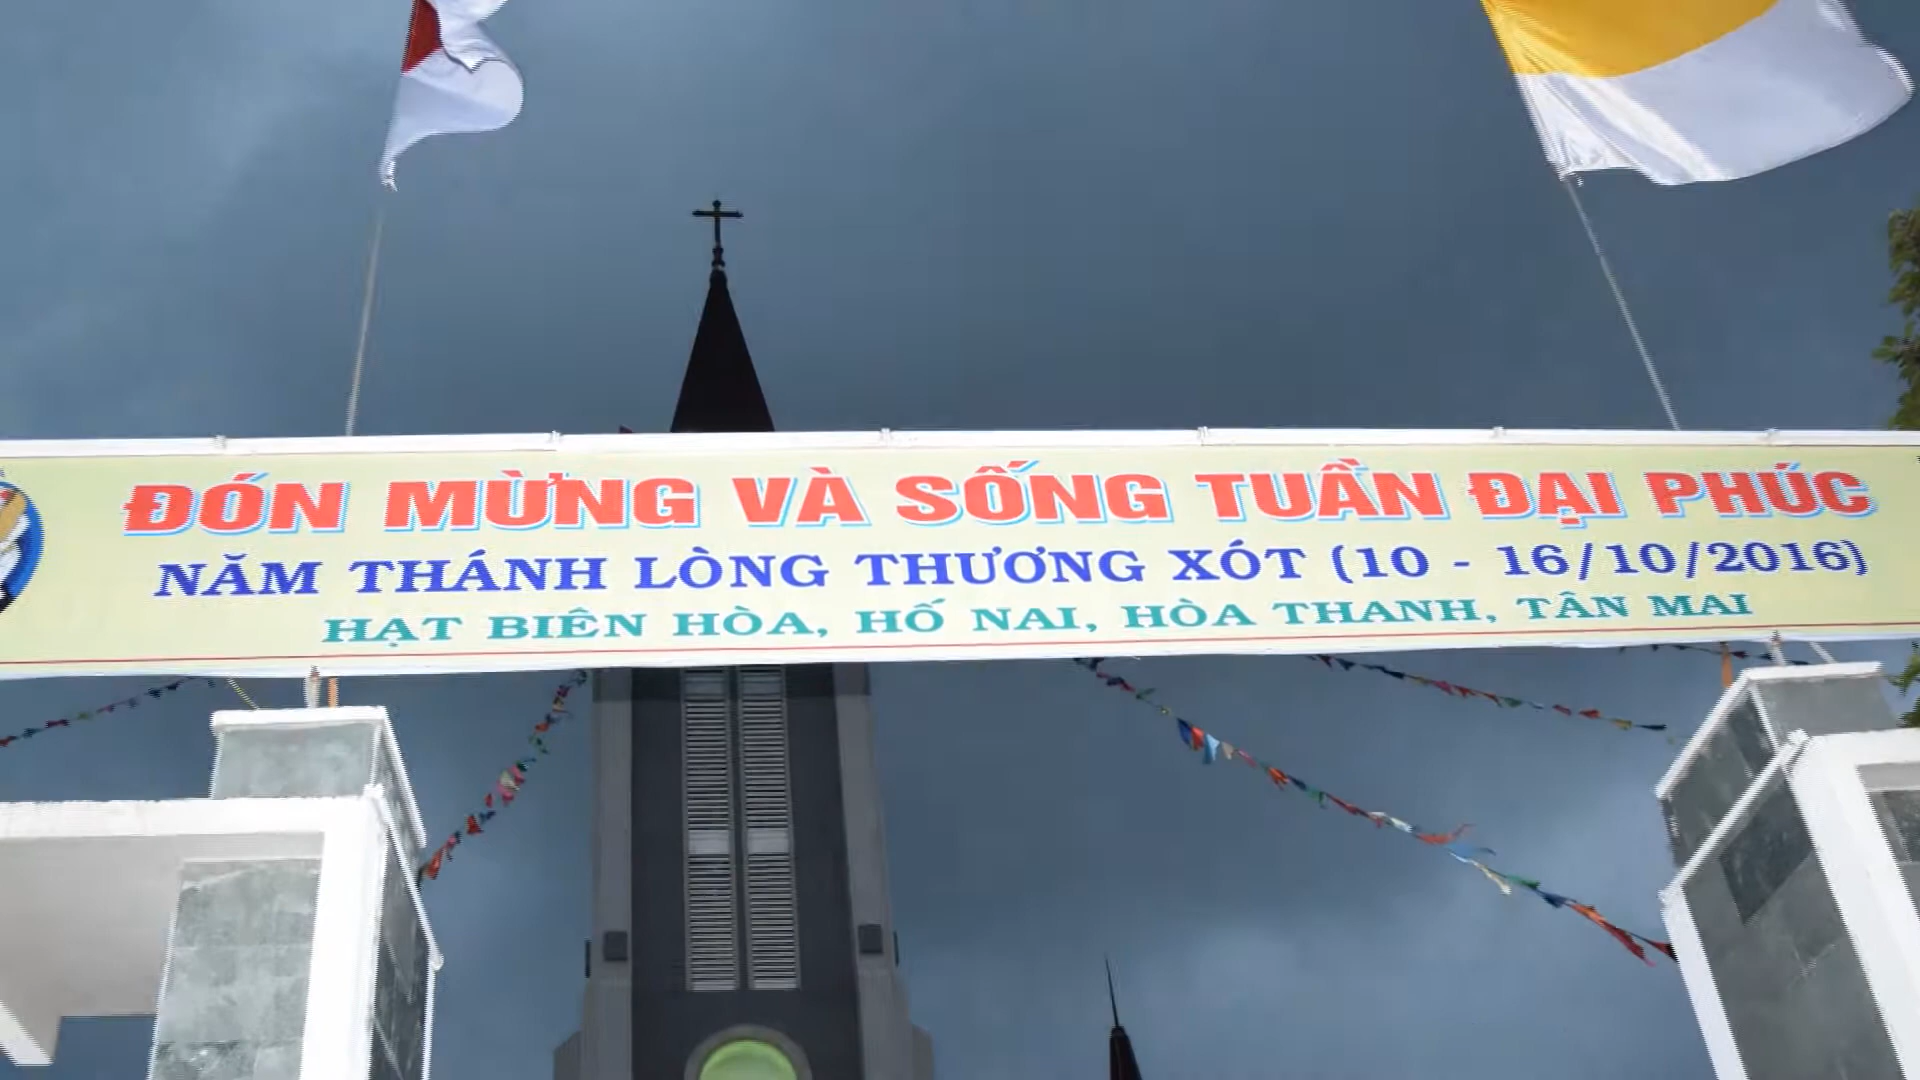 ĐÓN MỪNG VÀ SỐNG TUẦN ĐẠI PHÚC
NĂM THÁNH LÒNG THƯƠNG XÓT (10 - 16/10/2016)
HẠT BIÊN HÒA, HỐ NAI, HÒA THANH, TÂN MAI